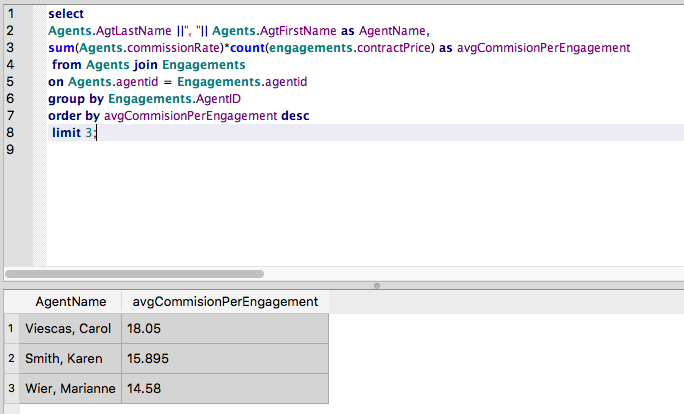 1 select
2 Agents.AgtLastName ||", "|| Agents.AgtFirstName as AgentName,
3 sum(Agents.commissionRate)*count(engagements.contractPrice) as avgCommisionPerEngagement
4 from Agents join Engagements
5 on Agents.agentid = Engagements.agentid
6 group by Engagements.AgentID
7 order by avgCommisionPerEngagement desc
8 limit 3;
9
AgentName avgCommisionPerEngagement
1 Viescas, Carol 18.05
2 Smith, Karen 15.895
3 Wier, Marianne 14.58